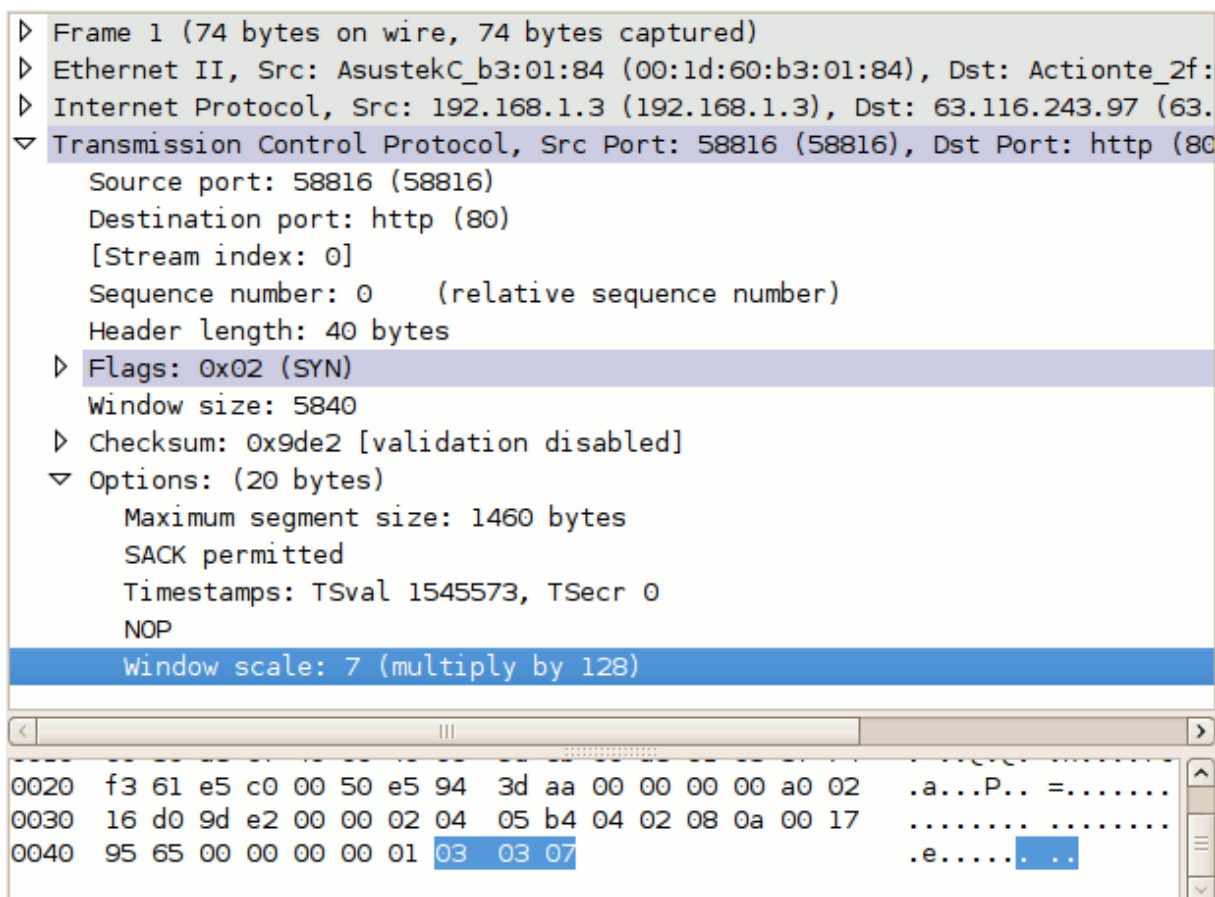 Frame 1 (74 bytes on wire, 74 bytes captured)
Ethernet II, Src: AsustekC_b3:01:84 (00:1d:60:b3:01:84), Dst: Actionte_2f:
Internet Protocol, Src: 192.168.1.3 (192.168.1.3), Dst: 63.116.243.97 (63.
Transmission Control Protocol, Src Port: 58816 (58816), Dst Port: http (80
Source port: 58816 (58816)
Destination port: http (80)
[Stream index: 0]
Sequence number: 0    (relative sequence number)
Header length: 40 bytes
Flags: 0x02 (SYN)
Window size: 5840
Checksum: 0x9de2 [validation disabled]
Options: (20 bytes)
Maximum segment size: 1460 bytes
SACK permitted
Timestamps: TSval 1545573, TSecr 0
NOP
Window scale: 7 (multiply by 128)
0020  f3 61 e5 c0 00 50 e5 94  3d aa 00 00 00 00 a0 02   .a...P.. =.......
0030  16 d0 9d e2 00 00 02 04  05 b4 04 02 08 0a 00 17   ........ ........
0040  95 65 00 00 00 00 01 03  03 07   .e...... ..